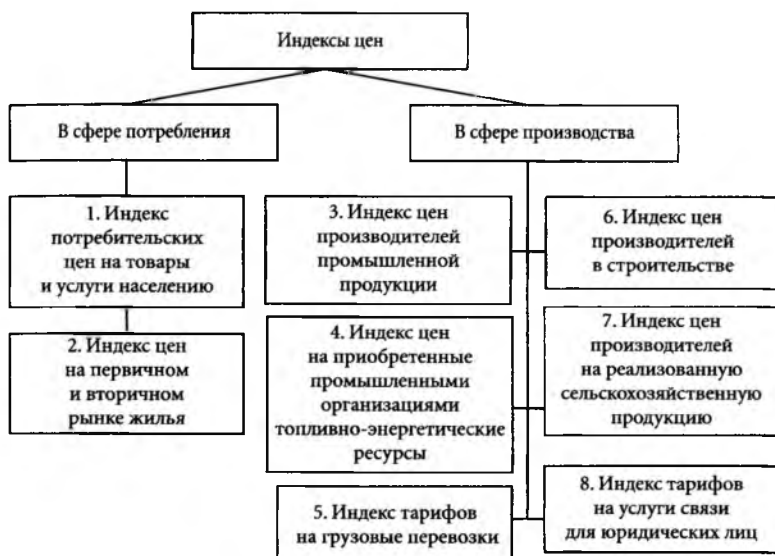 Индексы цен
В сфере потребления
В сфере производства
1. Индекс
потребительских
цен на товары
и услуги населению
2. Индекс цен
на первичном
и вторичном
рынке жилья
3. Индекс цен
производителей
промышленной
продукции
4. Индекс цен
на приобретенные
промышленными
организациями
топливно-энергетические
ресурсы
5. Индекс тарифов
на грузовые перевозки
6. Индекс цен
производителей
в строительстве
7. Индекс цен
производителей
на реализованную
сельскохозяйственную
продукцию
8. Индекс тарифов
на услуги связи
для юридических лиц